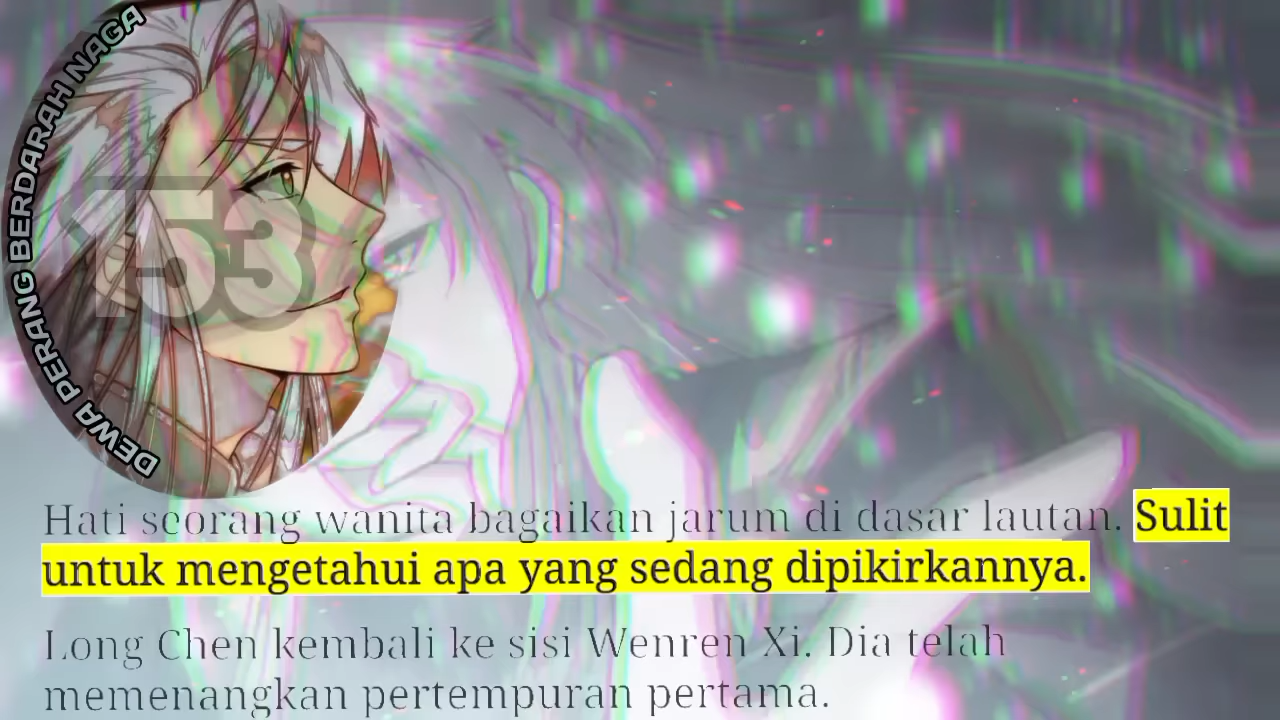 DEWA PERANG BERDARAH NAGA
153
Hati seorang wanita bagaikan jarum di dasar lautan. Sulit
untuk mengetahui apa yang sedang dipikirkannya.
Long Chen kembali ke sisi Wenren Xi. Dia telah
memenangkan pertempuran pertama.